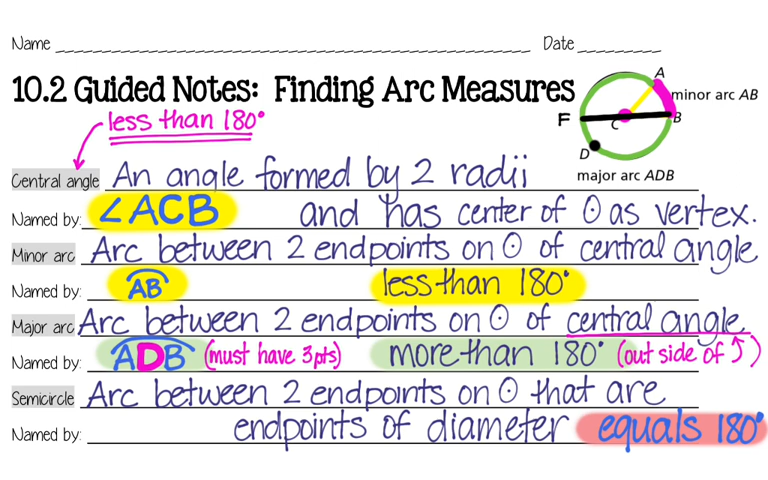 Name ______ Date ______
10.2 Guided Notes: Finding Arc Measures
A
minor arc AB
F
C
B
D
major arc ADB
less than 180°
Central angle An angle formed by 2 radii
Named by: ∠ACB and has center of ⊙ as vertex.
Minor arc Arc between 2 endpoints on ⊙ of central angle
Named by: AB less than 180°
Major arc Arc between 2 endpoints on ⊙ of central angle
Named by: ADB (must have 3pts) more than 180° (out side of ⤴)
Semicircle Arc between 2 endpoints on ⊙ that are
Named by: endpoints of diameter equals 180°